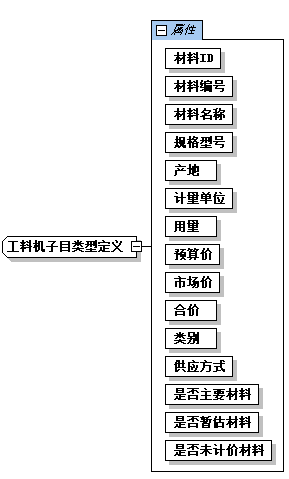 属性
材料ID
材料编号
材料名称
规格型号
产地
计量单位
用量
工料机子目类型定义
预算价
市场价
合价
类别
供应方式
是否主要材料
是否暂估材料
是否未计价材料